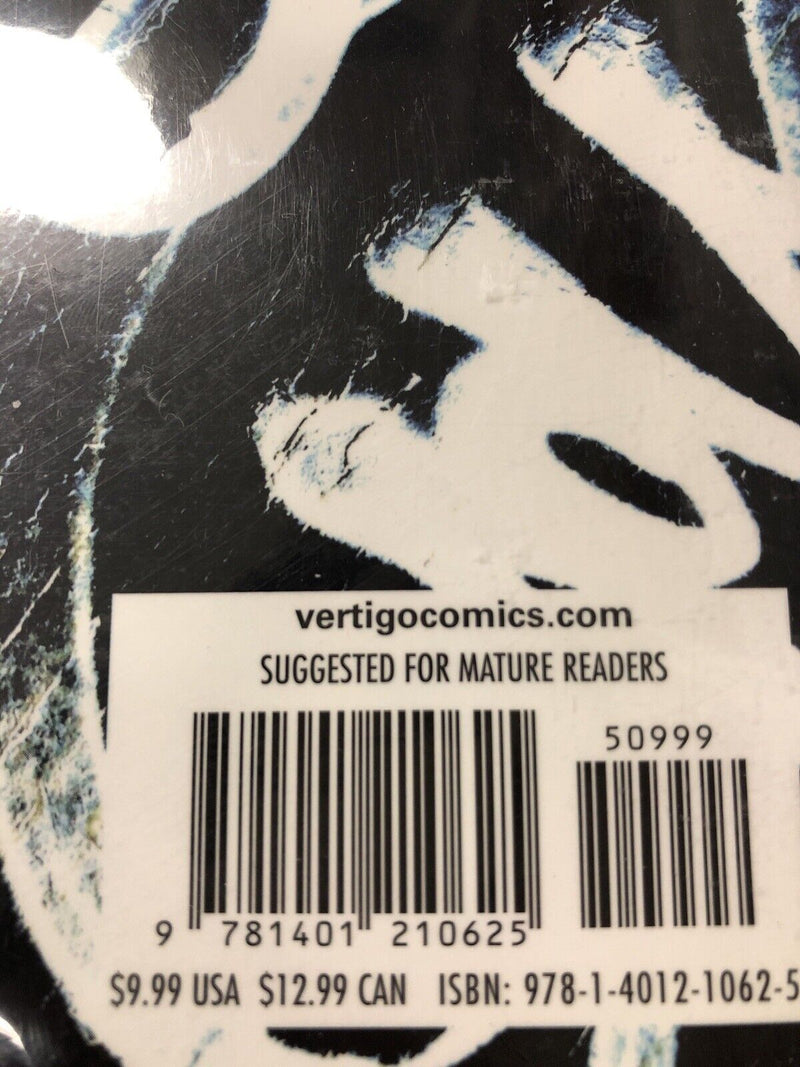 vertigocomics.com
SUGGESTED FOR MATURE READERS
50999
9 781401 210625
$9.99 USA $12.99 CAN ISBN: 978-1-4012-1062-5